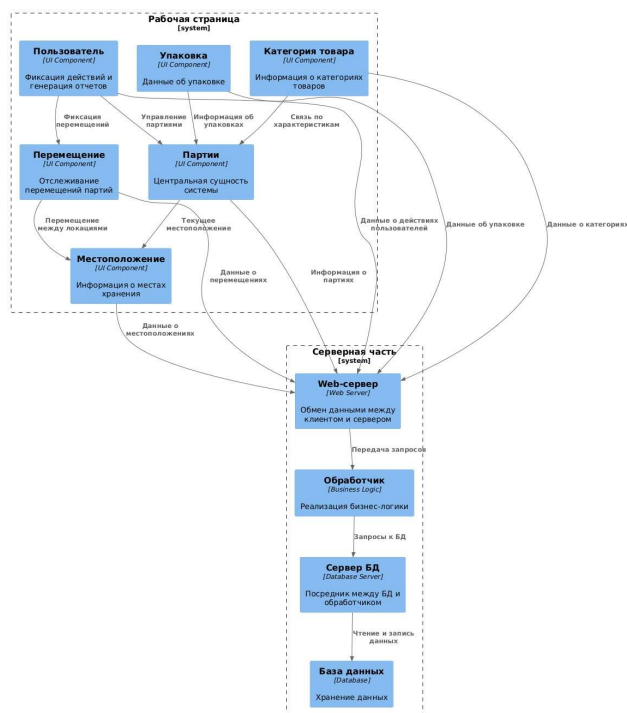 Рабочая страница
[system]
Пользователь
[UI Component]
Фиксация действий и
генерация отчетов
Упаковка
[UI Component]
Данные об упаковке
Категория товара
[UI Component]
Информация о категориях
товаров
Фиксация
перемещений
Управление
партиями
Информация об
упаковках
Связь по
характеристикам
Перемещение
[UI Component]
Отслеживание
перемещений партий
Партии
[UI Component]
Центральная сущность
системы
Перемещение
между локациями
Текущее
местоположение
Данные о действиях
пользователей
Данные об упаковке
Данные о категориях
Местоположение
[UI Component]
Информация о местах
хранения
Данные о
перемещениях
Информация о
партиях
Данные о
местоположениях
Серверная часть
[system]
Web-сервер
[Web Server]
Обмен данными между
клиентом и сервером
Передача запросов
Обработчик
[Business Logic]
Реализация бизнес-логики
Запросы к БД
Сервер БД
[Database Server]
Посредник между БД и
обработчиком
Чтение и запись
данных
База данных
[Database]
Хранение данных